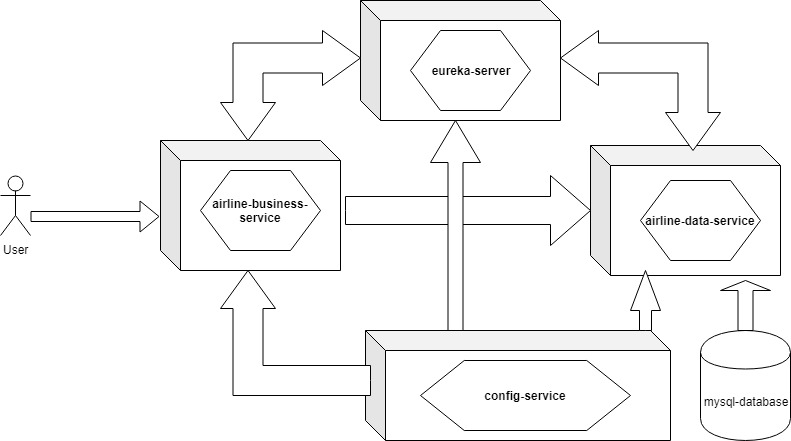 eureka-server
airline-business-
service
airline-data-service
User
config-service
mysql-database